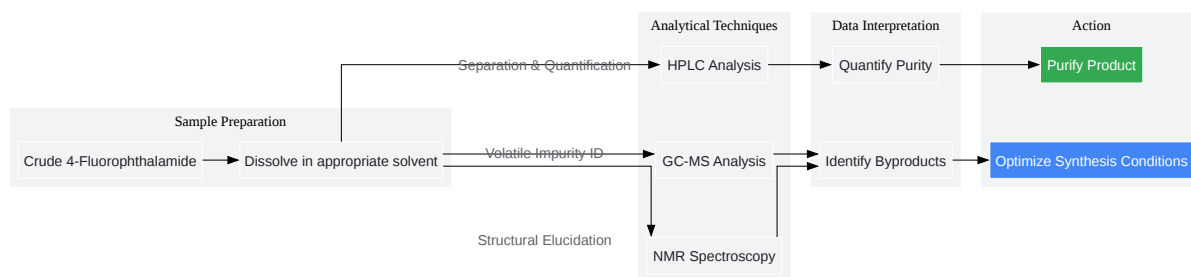 Analytical Techniques
Data Interpretation
Action
Separation & Quantification
HPLC Analysis
Quantify Purity
Purify Product
Sample Preparation
Crude 4-Fluorophthalamide
Dissolve in appropriate solvent
Volatile Impurity ID
GC-MS Analysis
Identify Byproducts
Optimize Synthesis Conditions
Structural Elucidation
NMR Spectroscopy